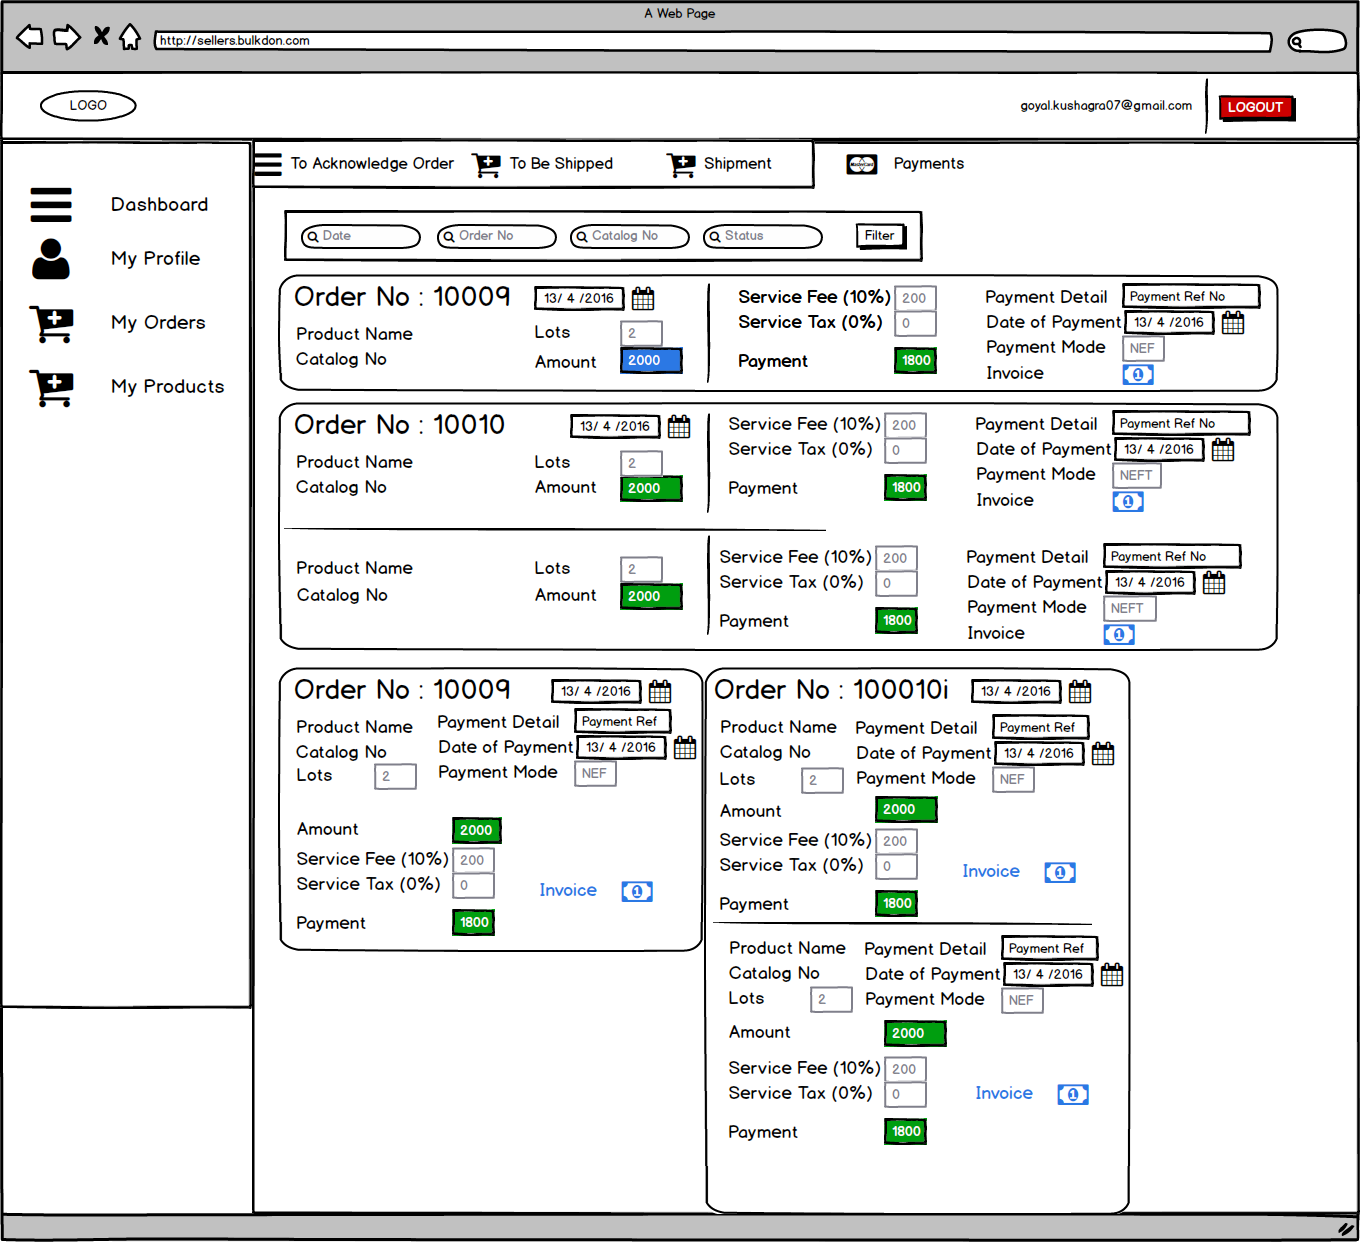 A Web Page
http://sellers.bulkdon.com
LOGO
goyal.kushagra07@gmail.com
LOGOUT
To Acknowledge Order
To Be Shipped
Shipment
MasterCard
Payments
Dashboard
My Profile
My Orders
My Products
Date
Order No
Catalog No
Status
Filter
Order No : 10009
13/ 4 /2016
Product Name
Lots 2
Catalog No
Amount 2000
Service Fee (10%) 200
Service Tax (0%) 0
Payment 1800
Payment Detail Payment Ref No
Date of Payment 13/ 4 /2016
Payment Mode NEF
Invoice 1
Order No : 10010
13/ 4 /2016
Product Name
Lots 2
Catalog No
Amount 2000
Service Fee (10%) 200
Service Tax (0%) 0
Payment 1800
Payment Detail Payment Ref No
Date of Payment 13/ 4 /2016
Payment Mode NEFT
Invoice 1
Product Name
Lots 2
Catalog No
Amount 2000
Service Fee (10%) 200
Service Tax (0%) 0
Payment 1800
Payment Detail Payment Ref No
Date of Payment 13/ 4 /2016
Payment Mode NEFT
Invoice 1
Order No : 10009
13/ 4 /2016
Product Name
Payment Detail Payment Ref
Catalog No
Date of Payment 13/ 4 /2016
Lots 2
Payment Mode NEF
Amount 2000
Service Fee (10%) 200
Service Tax (0%) 0
Invoice 1
Payment 1800
Order No : 100010i
13/ 4 /2016
Product Name
Payment Detail Payment Ref
Catalog No
Date of Payment 13/ 4 /2016
Lots 2
Payment Mode NEF
Amount 2000
Service Fee (10%) 200
Service Tax (0%) 0
Invoice 1
Payment 1800
Product Name
Payment Detail Payment Ref
Catalog No
Date of Payment 13/ 4 /2016
Lots 2
Payment Mode NEF
Amount 2000
Service Fee (10%) 200
Service Tax (0%) 0
Invoice 1
Payment 1800